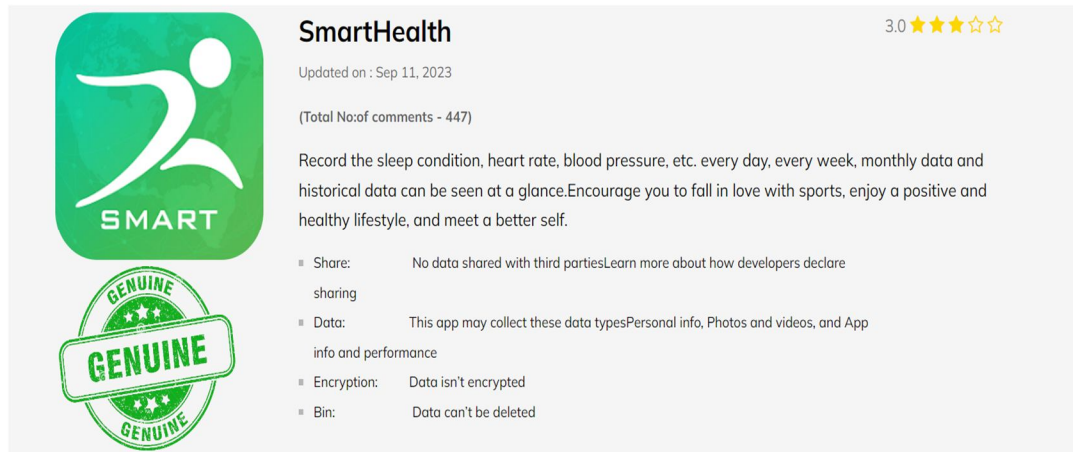 SmartHealth
3.0
Updated on : Sep 11, 2023
(Total No:of comments - 447)
Record the sleep condition, heart rate, blood pressure, etc. every day, every week, monthly data and
historical data can be seen at a glance.Encourage you to fall in love with sports, enjoy a positive and
healthy lifestyle, and meet a better self.
SMART
Share: No data shared with third partiesLearn more about how developers declare
sharing
Data: This app may collect these data typesPersonal info, Photos and videos, and App
info and performance
Encryption: Data isn't encrypted
Bin: Data can't be deleted
GENUINE
GENUINE
GENUINE